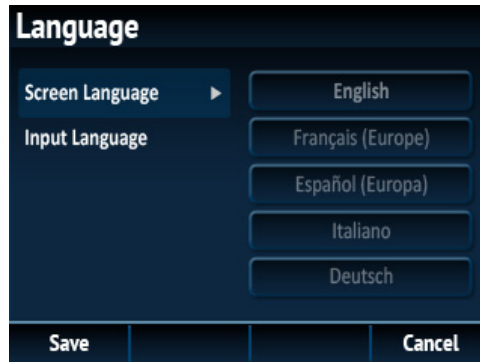 Language
Screen Language
Input Language
English
Français (Europe)
Español (Europa)
Italiano
Deutsch
Save
Cancel